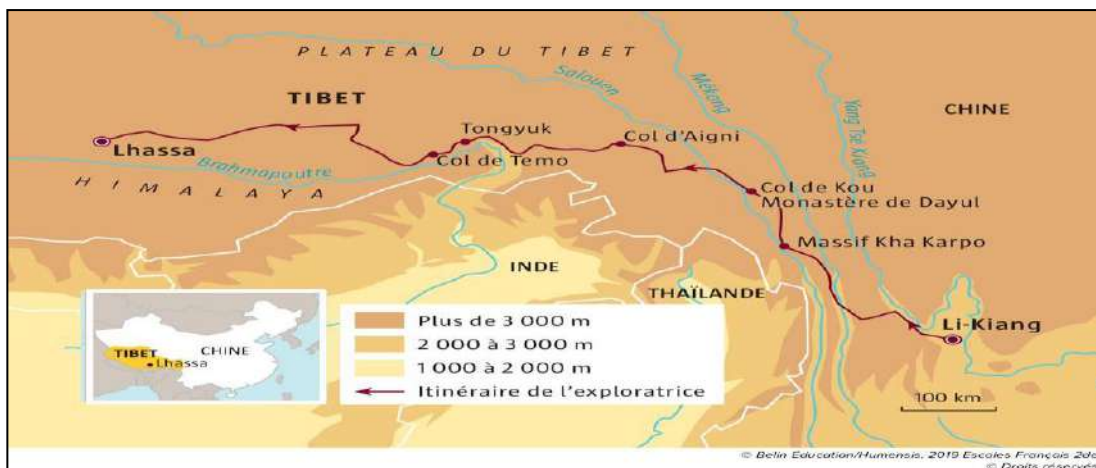 PLATEAU DU TIBET
Salouen
Mékong
Yang Tsé Kiang
CHINE
TIBET
Tongyuk
Col d'Aigni
Lhassa
Col de Temo
Brahmapoutre
HIMALAYA
Col de Kou
Monastère de Dayul
Massif Kha Karpo
INDE
THAÏLANDE
Li-Kiang
TIBET
CHINE
Lhassa
Plus de 3 000 m
2 000 à 3 000 m
1 000 à 2 000 m
Itinéraire de l'exploratrice
100 km
© Belin Education/Humensis, 2019 Escales Français 2de
© Droits réservés